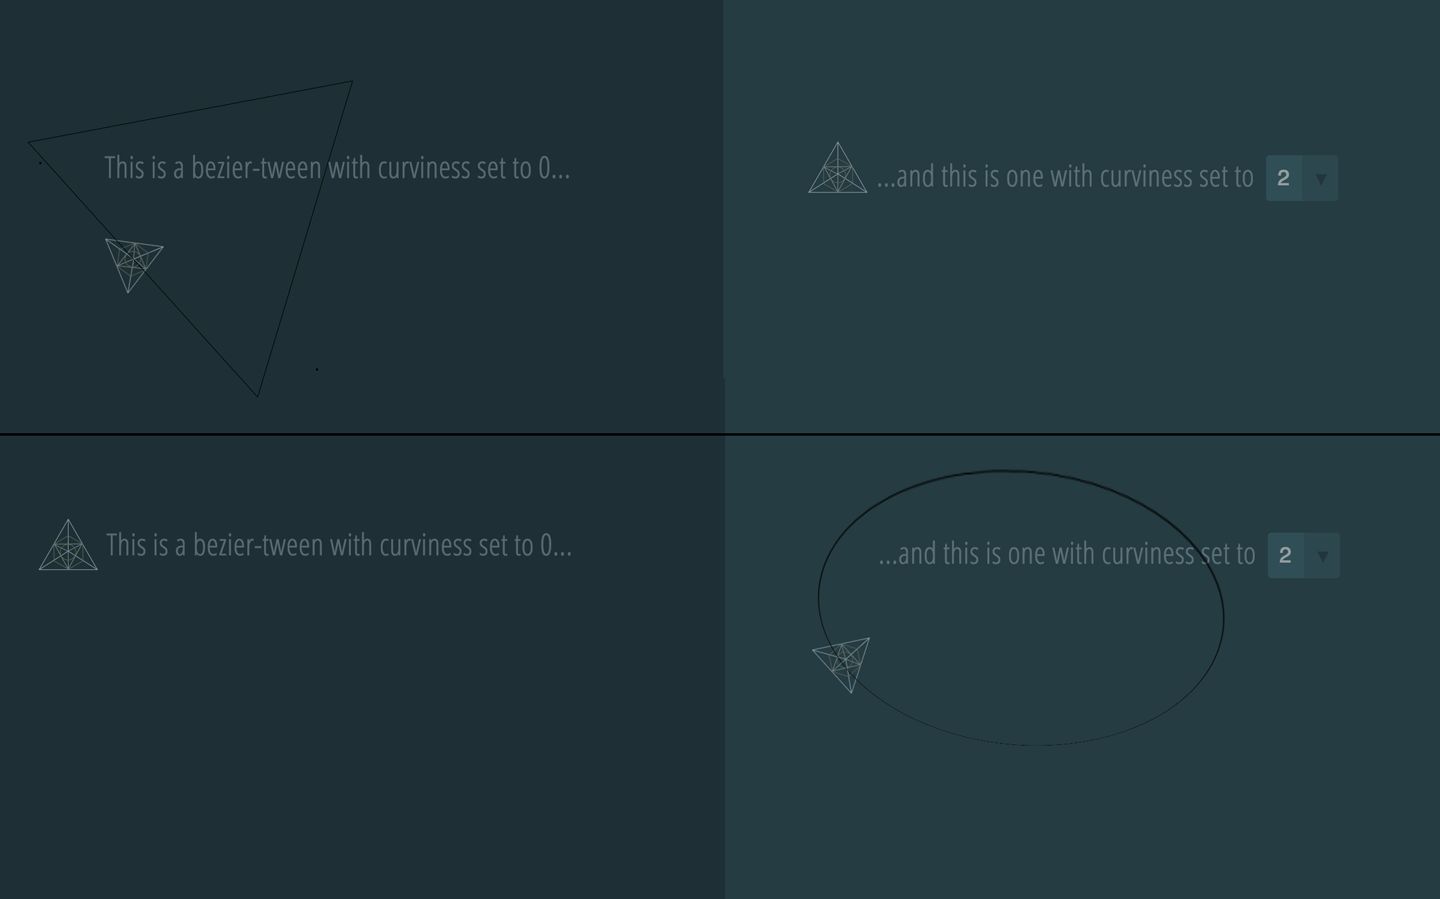 This is a bezier-tween with curviness set to 0...
...and this is one with curviness set to 2 ▼
This is a bezier-tween with curviness set to 0...
...and this is one with curviness set to 2 ▼